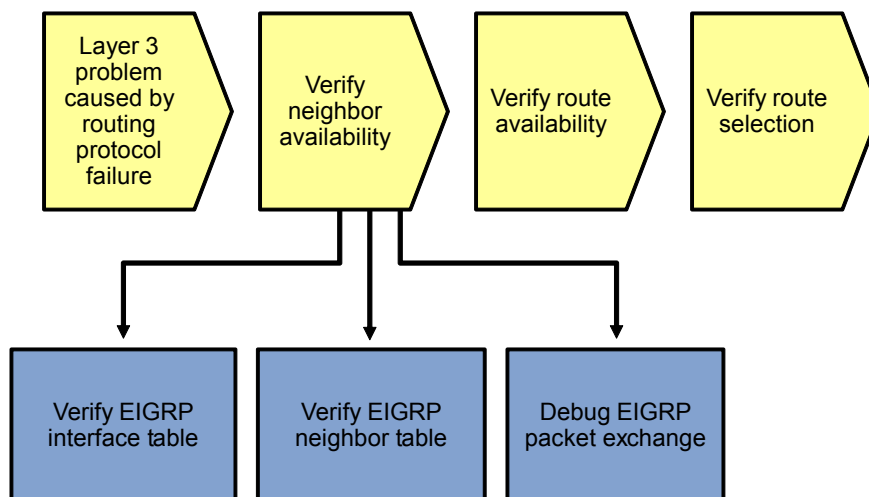 Layer 3
problem
caused by
routing
protocol
failure
Verify
neighbor
availability
Verify route
availability
Verify route
selection
Verify EIGRP
interface table
Verify EIGRP
neighbor table
Debug EIGRP
packet exchange